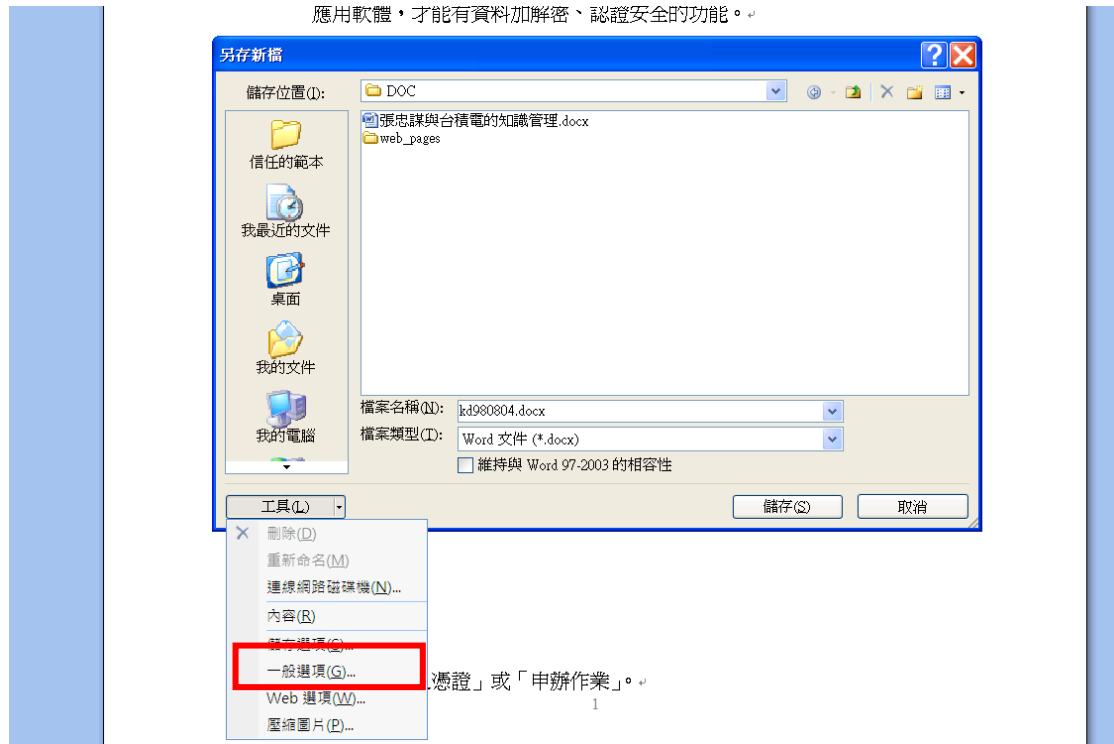 應用軟體，才能有資料加解密、認證安全的功能。
另存新檔
儲存位置(I):
DOC
信任的範本
我最近的文件
桌面
我的文件
我的電腦
張忠謀與台積電的知識管理.docx
web_pages
檔案名稱(N):
kd980804.docx
檔案類型(T):
Word 文件 (*.docx)
維持與 Word 97-2003 的相容性
工具(L)
儲存(S)
取消
刪除(D)
重新命名(M)
連線網路磁碟機(N)...
內容(R)
儲存選項(S)...
一般選項(G)...
Web 選項(W)...
壓縮圖片(P)...
憑證」或「申辦作業」。
1